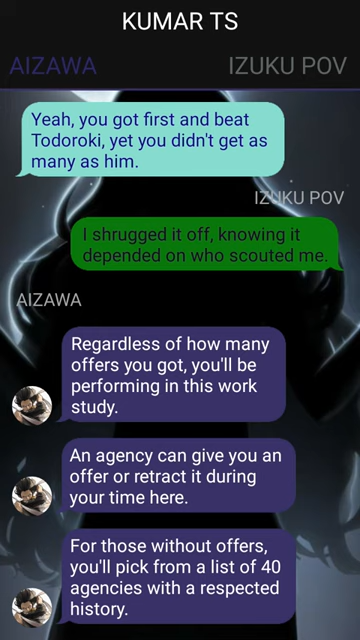 KUMAR TS
AIZAWA
IZUKU POV
Yeah, you got first and beat
Todoroki, yet you didn't get as
many as him.
IZUKU POV
I shrugged it off, knowing it
depended on who scouted me.
AIZAWA
Regardless of how many
offers you got, you'll be
performing in this work
study.
An agency can give you an
offer or retract it during
your time here.
For those without offers,
you'll pick from a list of 40
agencies with a respected
history.